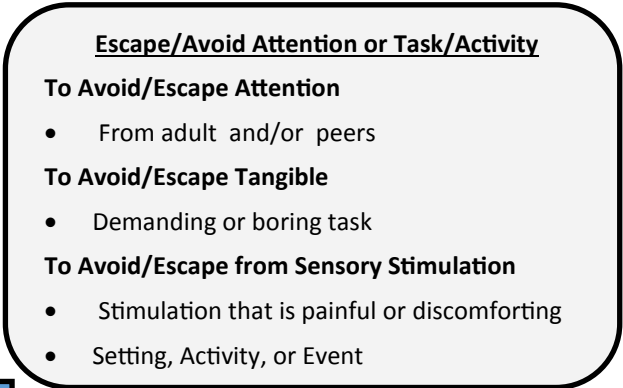 Escape/Avoid Attention or Task/Activity
To Avoid/Escape Attention
• From adult and/or peers
To Avoid/Escape Tangible
• Demanding or boring task
To Avoid/Escape from Sensory Stimulation
• Stimulation that is painful or discomforting
• Setting, Activity, or Event